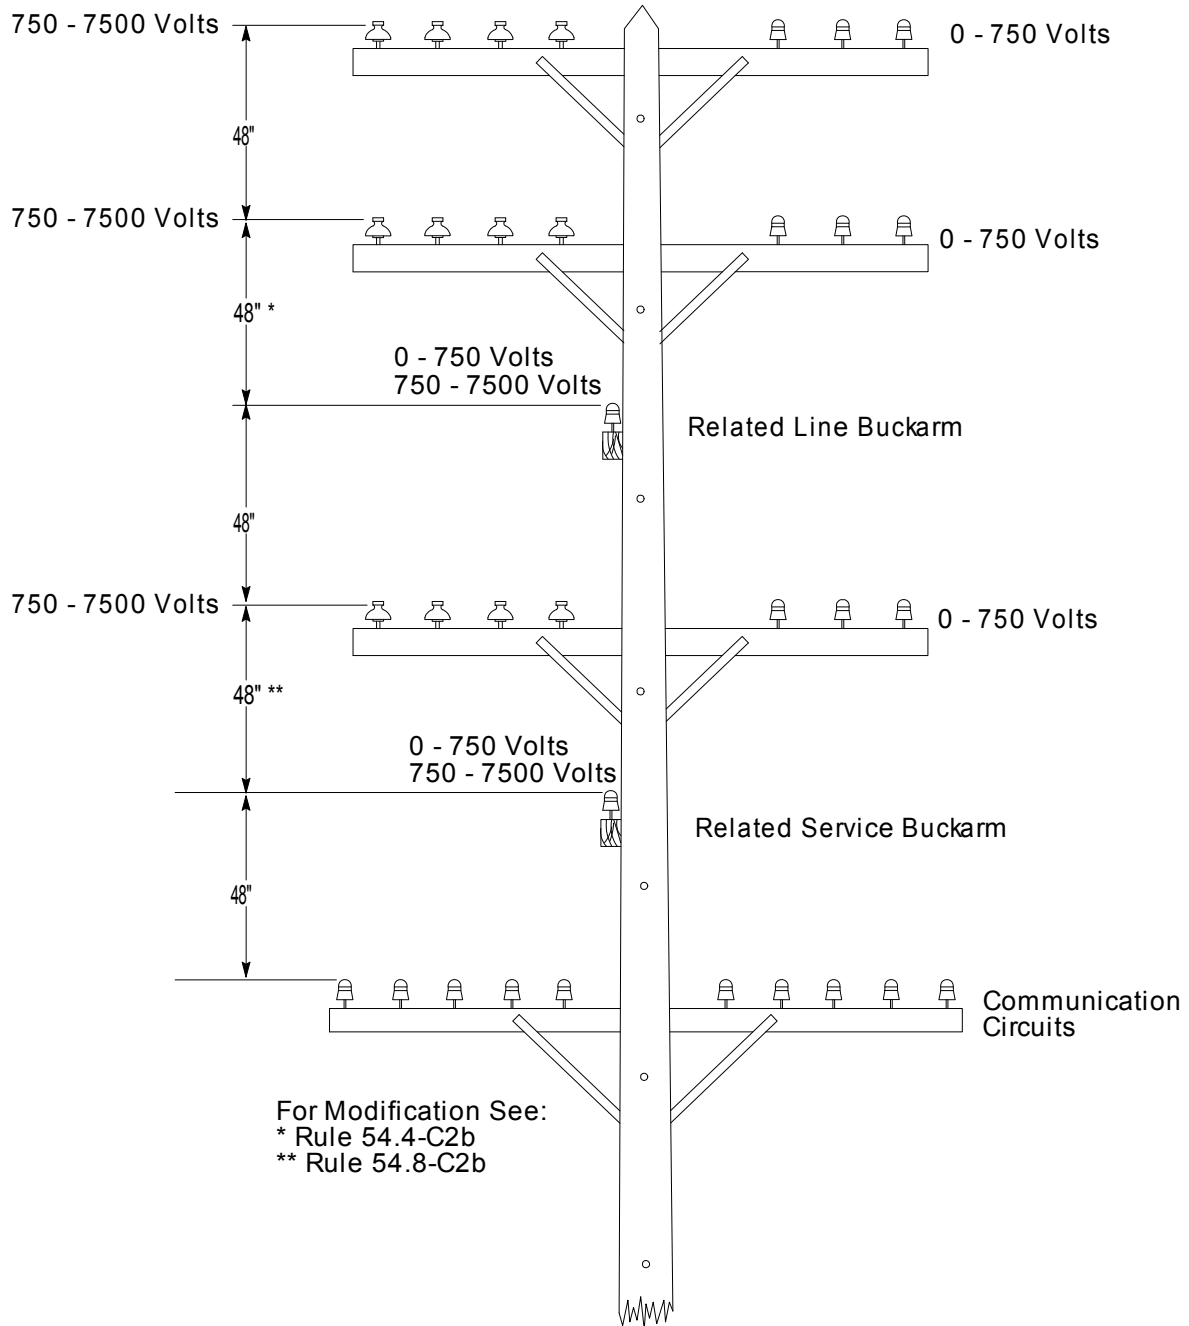 750 - 7500 Volts
0 - 750 Volts
48"
750 - 7500 Volts
0 - 750 Volts
48" *
0 - 750 Volts
750 - 7500 Volts
Related Line Buckarm
48"
750 - 7500 Volts
0 - 750 Volts
48" **
0 - 750 Volts
750 - 7500 Volts
Related Service Buckarm
48"
Communication
Circuits
For Modification See:
* Rule 54.4-C2b
** Rule 54.8-C2b